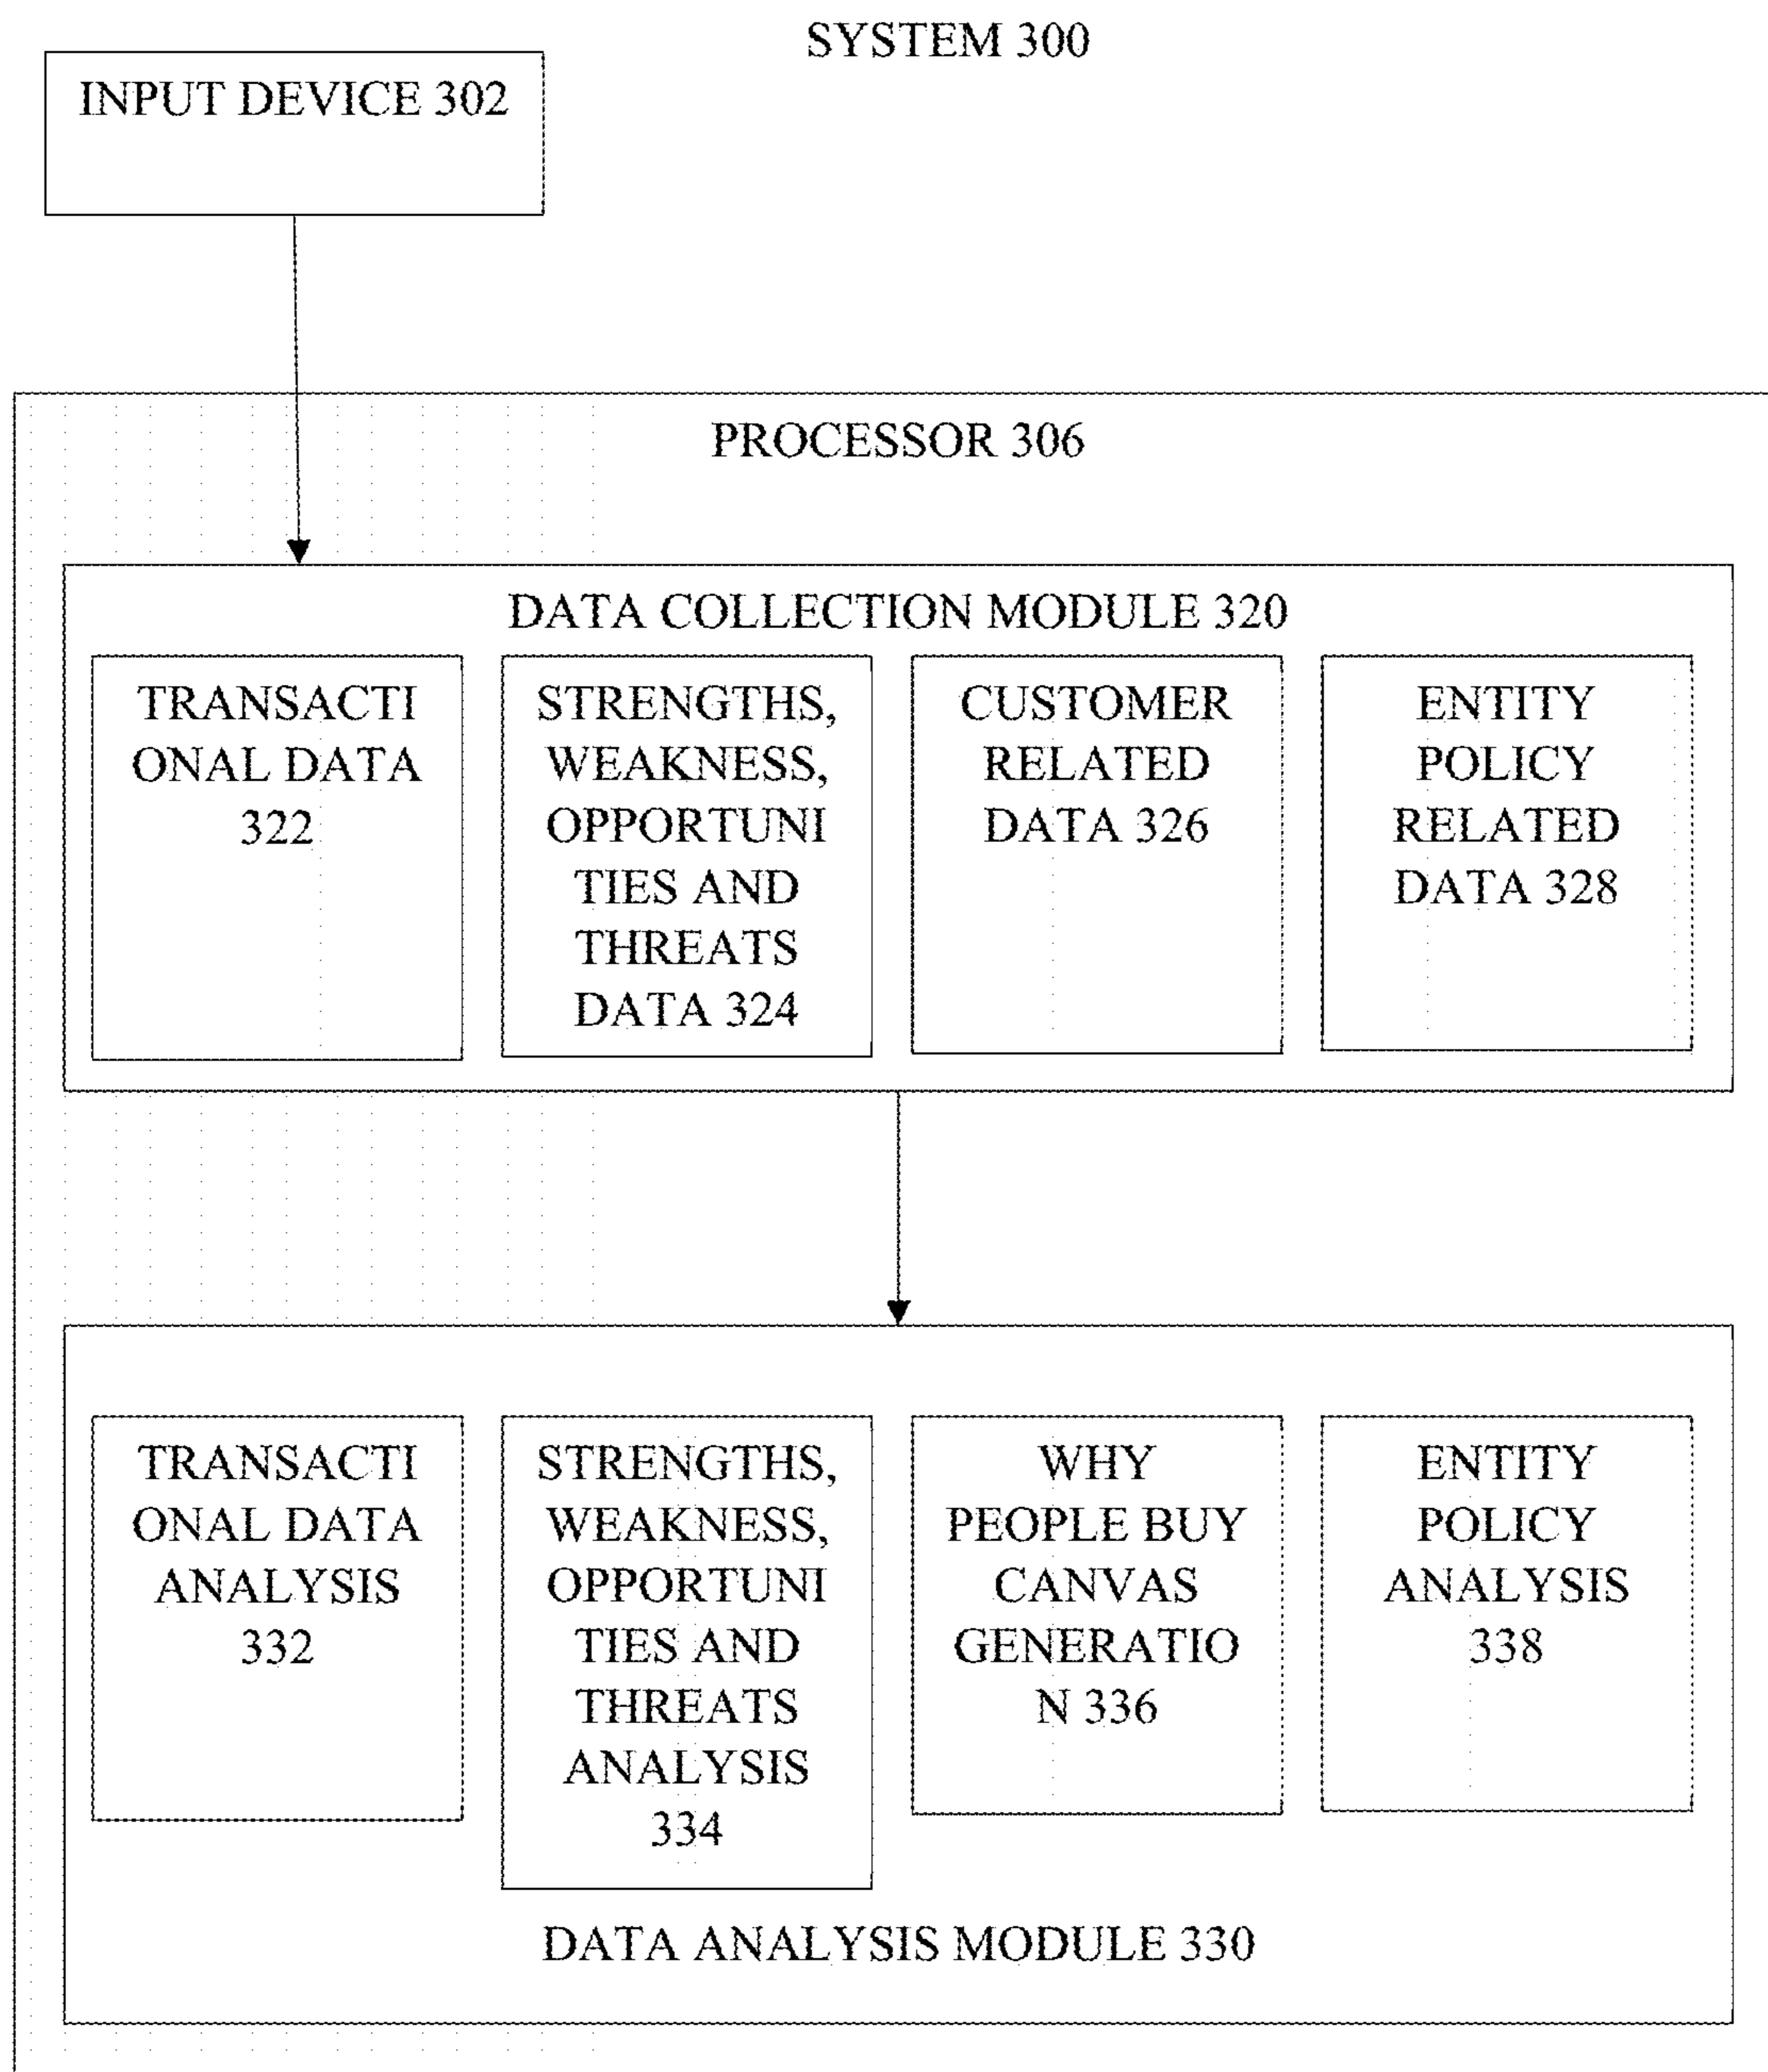 SYSTEM 300
INPUT DEVICE 302
PROCESSOR 306
DATA COLLECTION MODULE 320
TRANSACTI
ONAL DATA
322
STRENGTHS,
WEAKNESS,
OPPORTUNI
TIES AND
THREATS
DATA 324
CUSTOMER
RELATED
DATA 326
ENTITY
POLICY
RELATED
DATA 328
TRANSACTI
ONAL DATA
ANALYSIS
332
STRENGTHS,
WEAKNESS,
OPPORTUNI
TIES AND
THREATS
ANALYSIS
334
WHY
PEOPLE BUY
CANVAS
GENERATIO
N 336
ENTITY
POLICY
ANALYSIS
338
DATA ANALYSIS MODULE 330